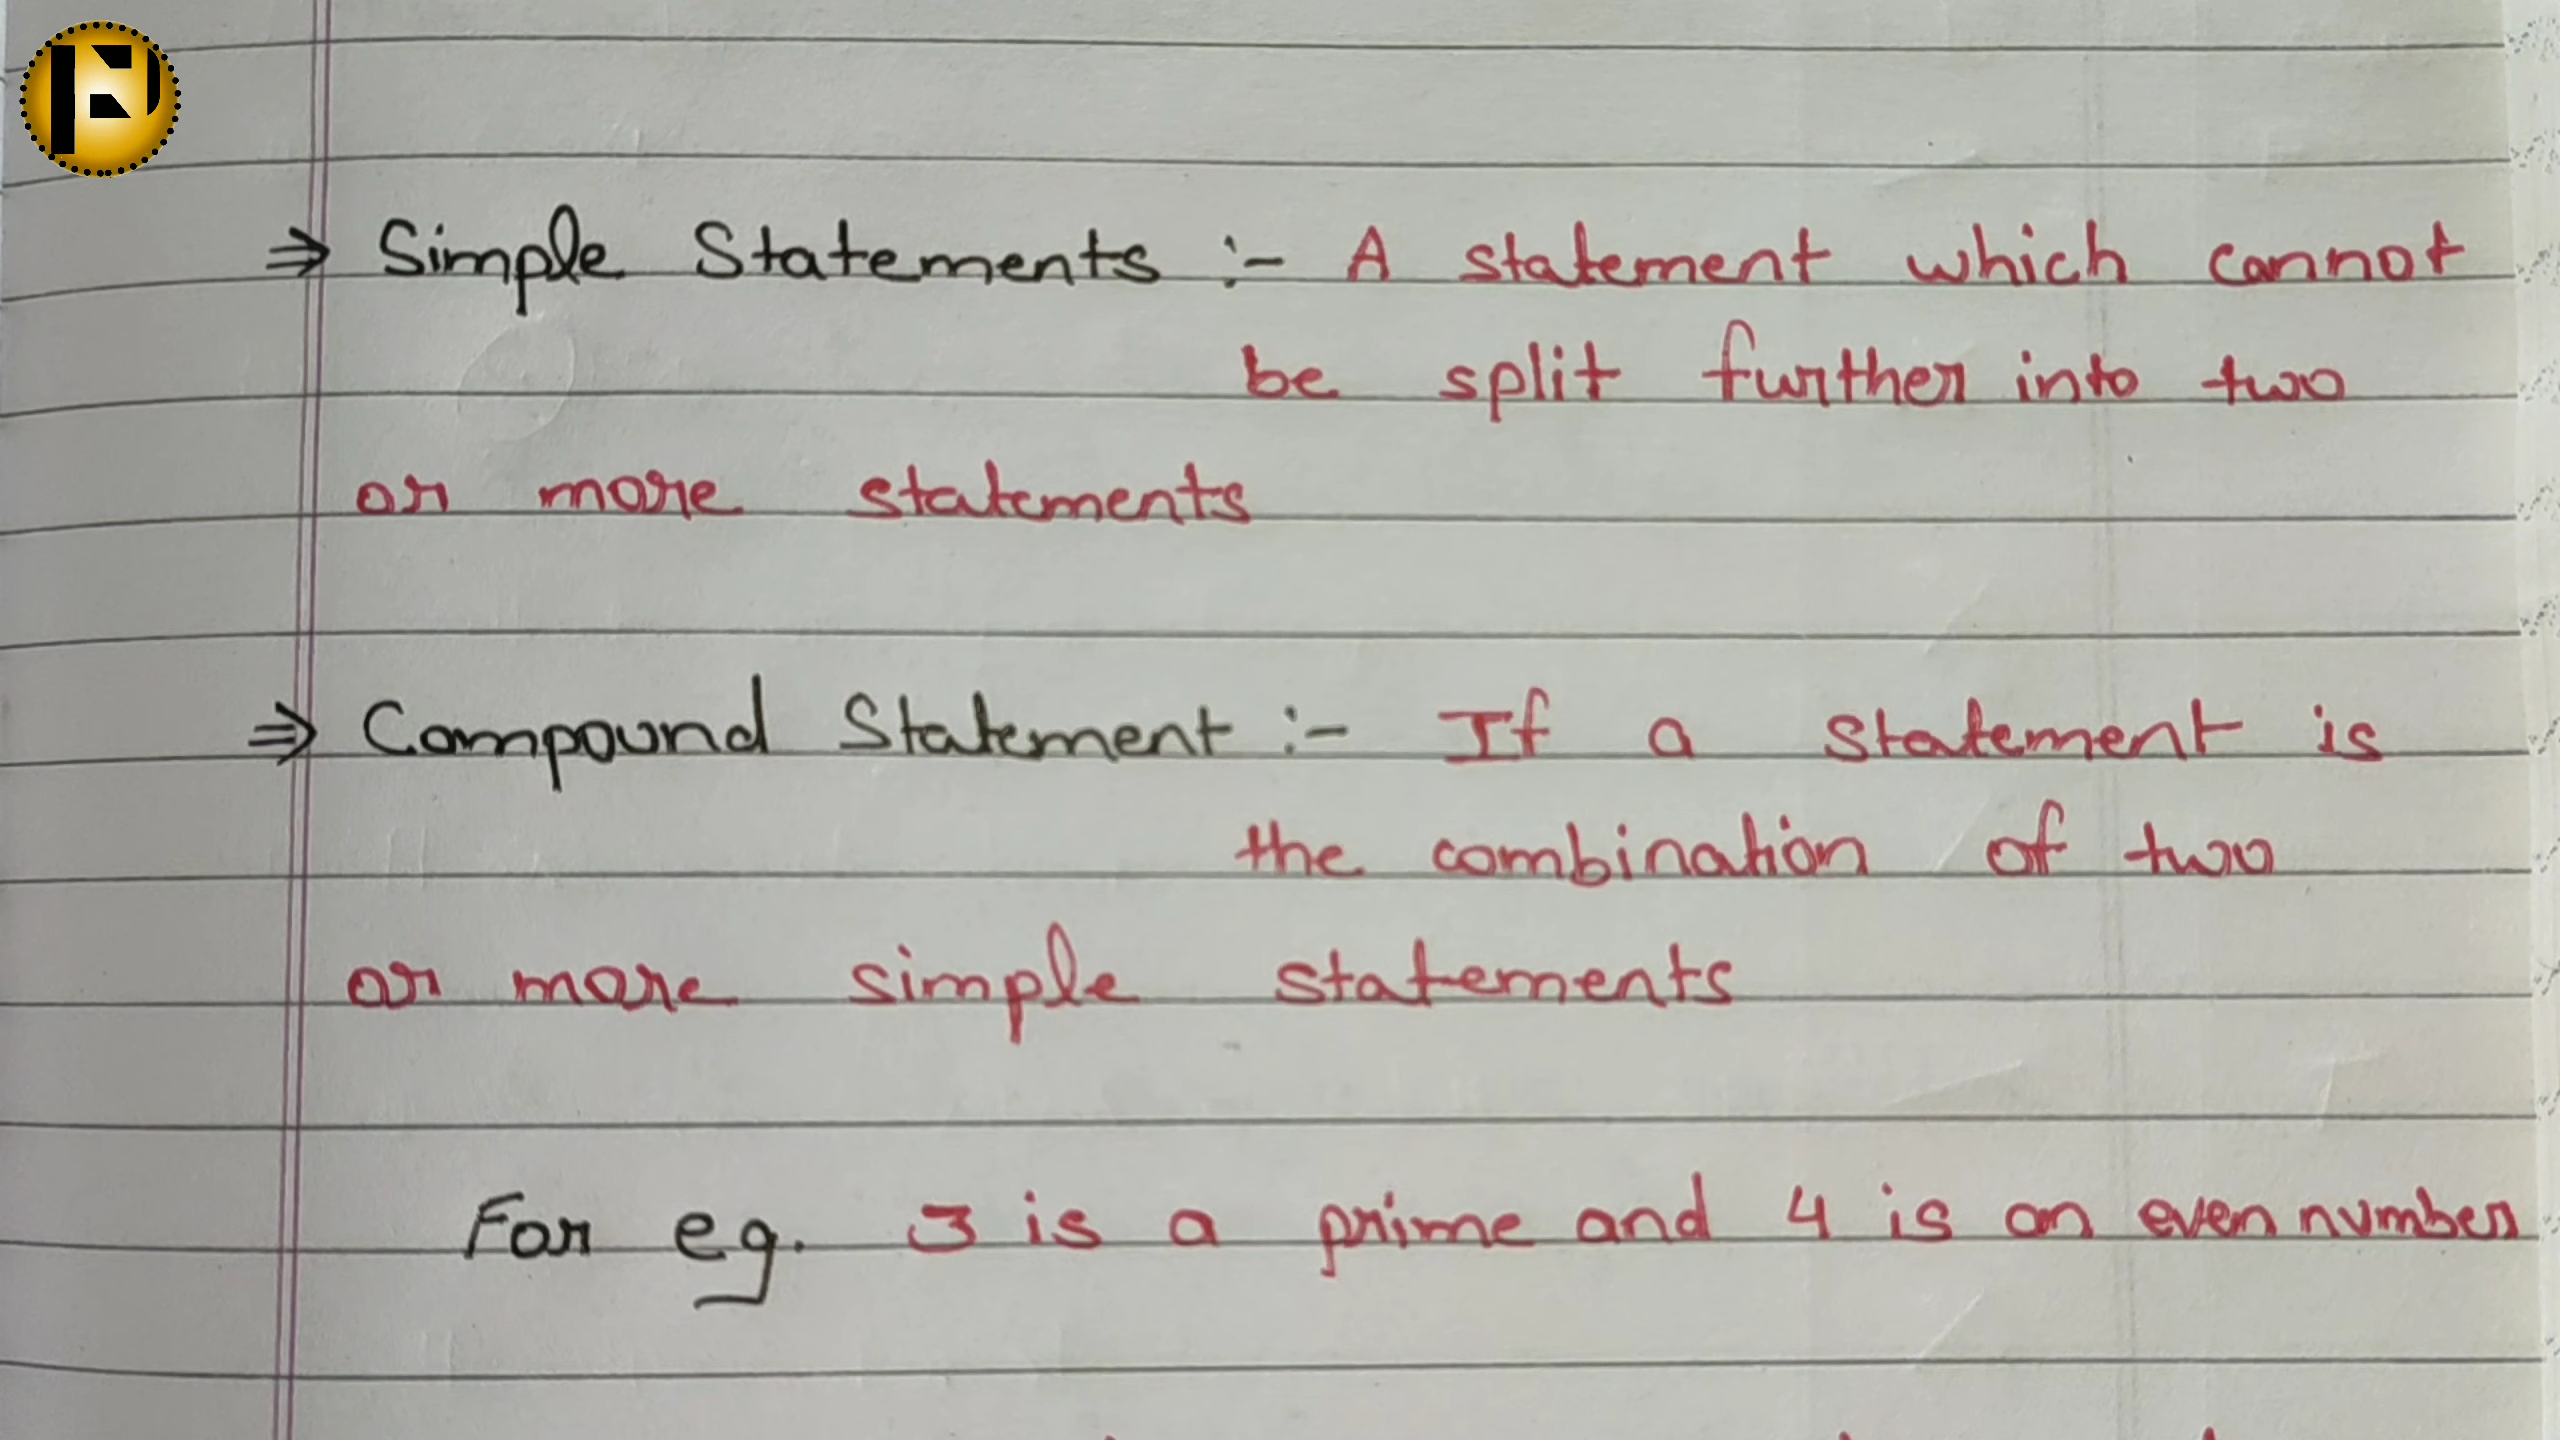 ⇒ Simple Statements :- A statement which cannot
be split further into two
or more statements
⇒ Compound Statement :- If a statement is
the combination of two
or more simple statements
For eg. 3 is a prime and 4 is an even number